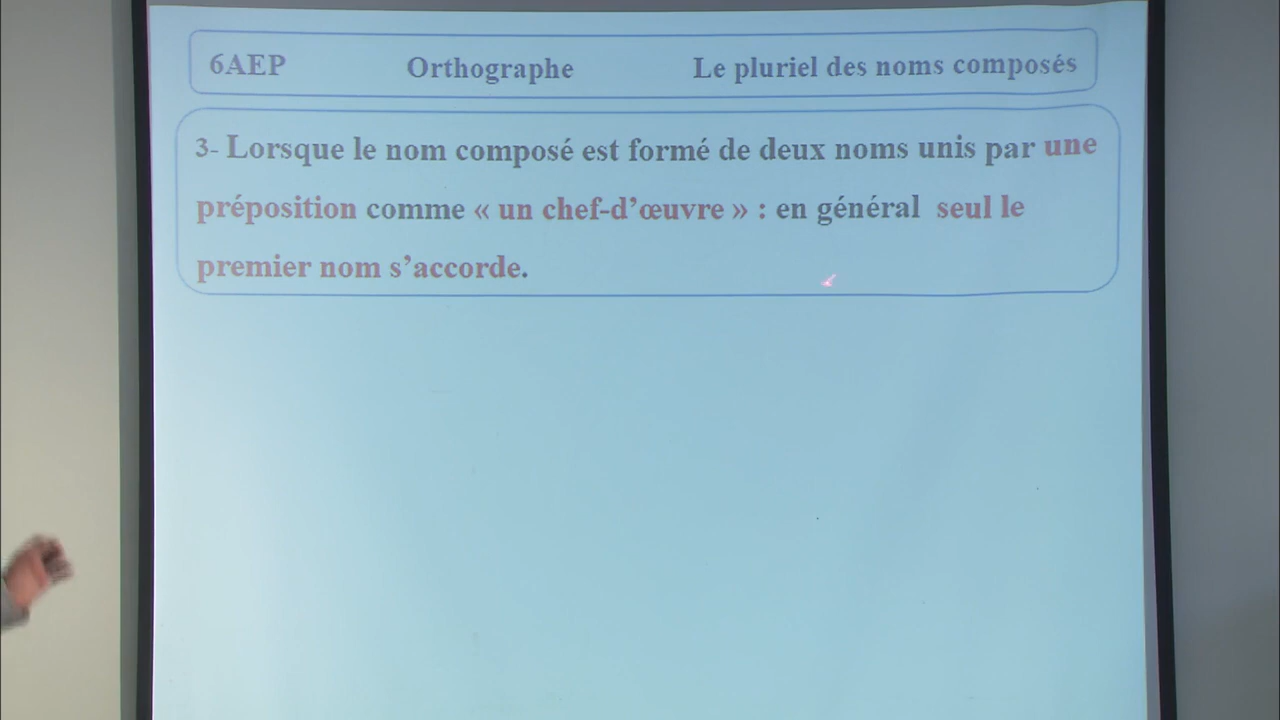 6AEP Orthographe Le pluriel des noms composés
3- Lorsque le nom composé est formé de deux noms unis par une
préposition comme « un chef-d’œuvre » : en général seul le
premier nom s’accorde.